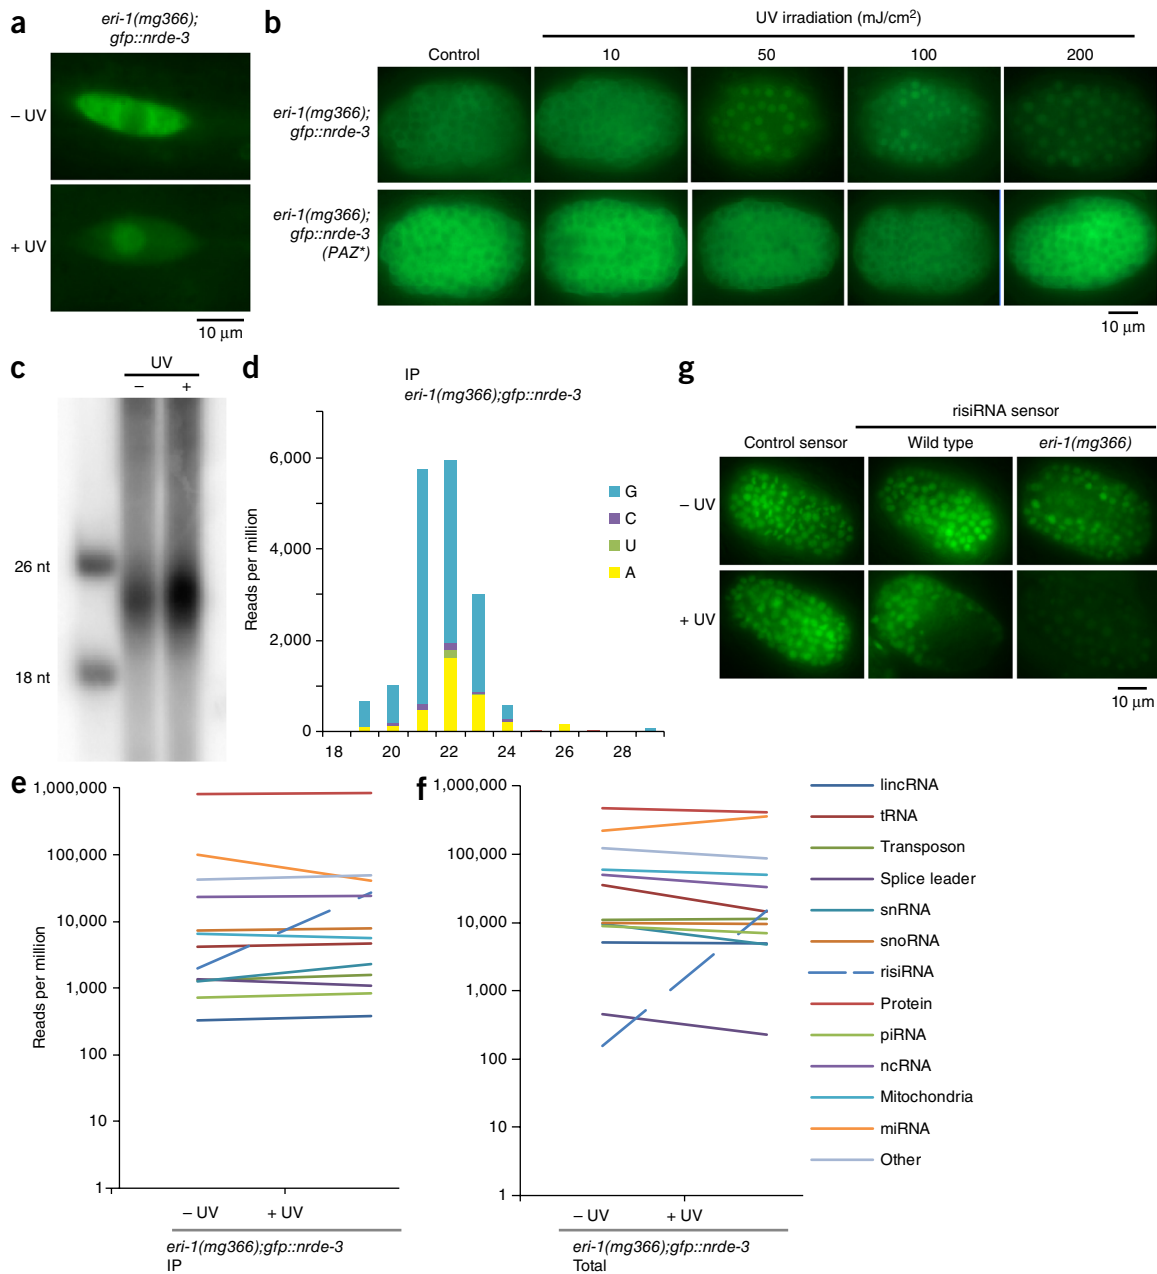 a
eri-1(mg366);
gfp::nrde-3
– UV
+ UV
10 µm
b
UV irradiation (mJ/cm²)
Control
10
50
100
200
eri-1(mg366);
gfp::nrde-3
eri-1(mg366);
gfp::nrde-3
(PAZ*)
10 µm
c
UV
–
+
26 nt
18 nt
d
IP
eri-1(mg366);gfp::nrde-3
Reads per million
6,000
4,000
2,000
0
18
20
22
24
26
28
G
C
U
A
g
risiRNA sensor
Control sensor
Wild type
eri-1(mg366)
– UV
+ UV
10 µm
e
Reads per million
1,000,000
100,000
10,000
1,000
100
10
1
– UV
+ UV
eri-1(mg366);gfp::nrde-3
IP
f
1,000,000
100,000
10,000
1,000
100
10
1
– UV
+ UV
eri-1(mg366);gfp::nrde-3
Total
lincRNA
tRNA
Transposon
Splice leader
snRNA
snoRNA
risiRNA
Protein
piRNA
ncRNA
Mitochondria
miRNA
Other